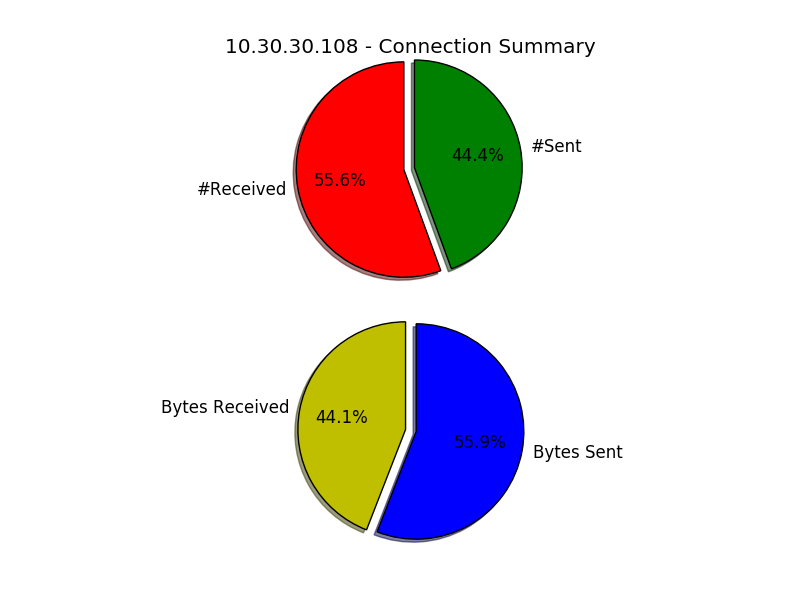 10.30.30.108 - Connection Summary
44.4%
#Sent
55.6%
#Received
Bytes Received
44.1%
55.9%
Bytes Sent